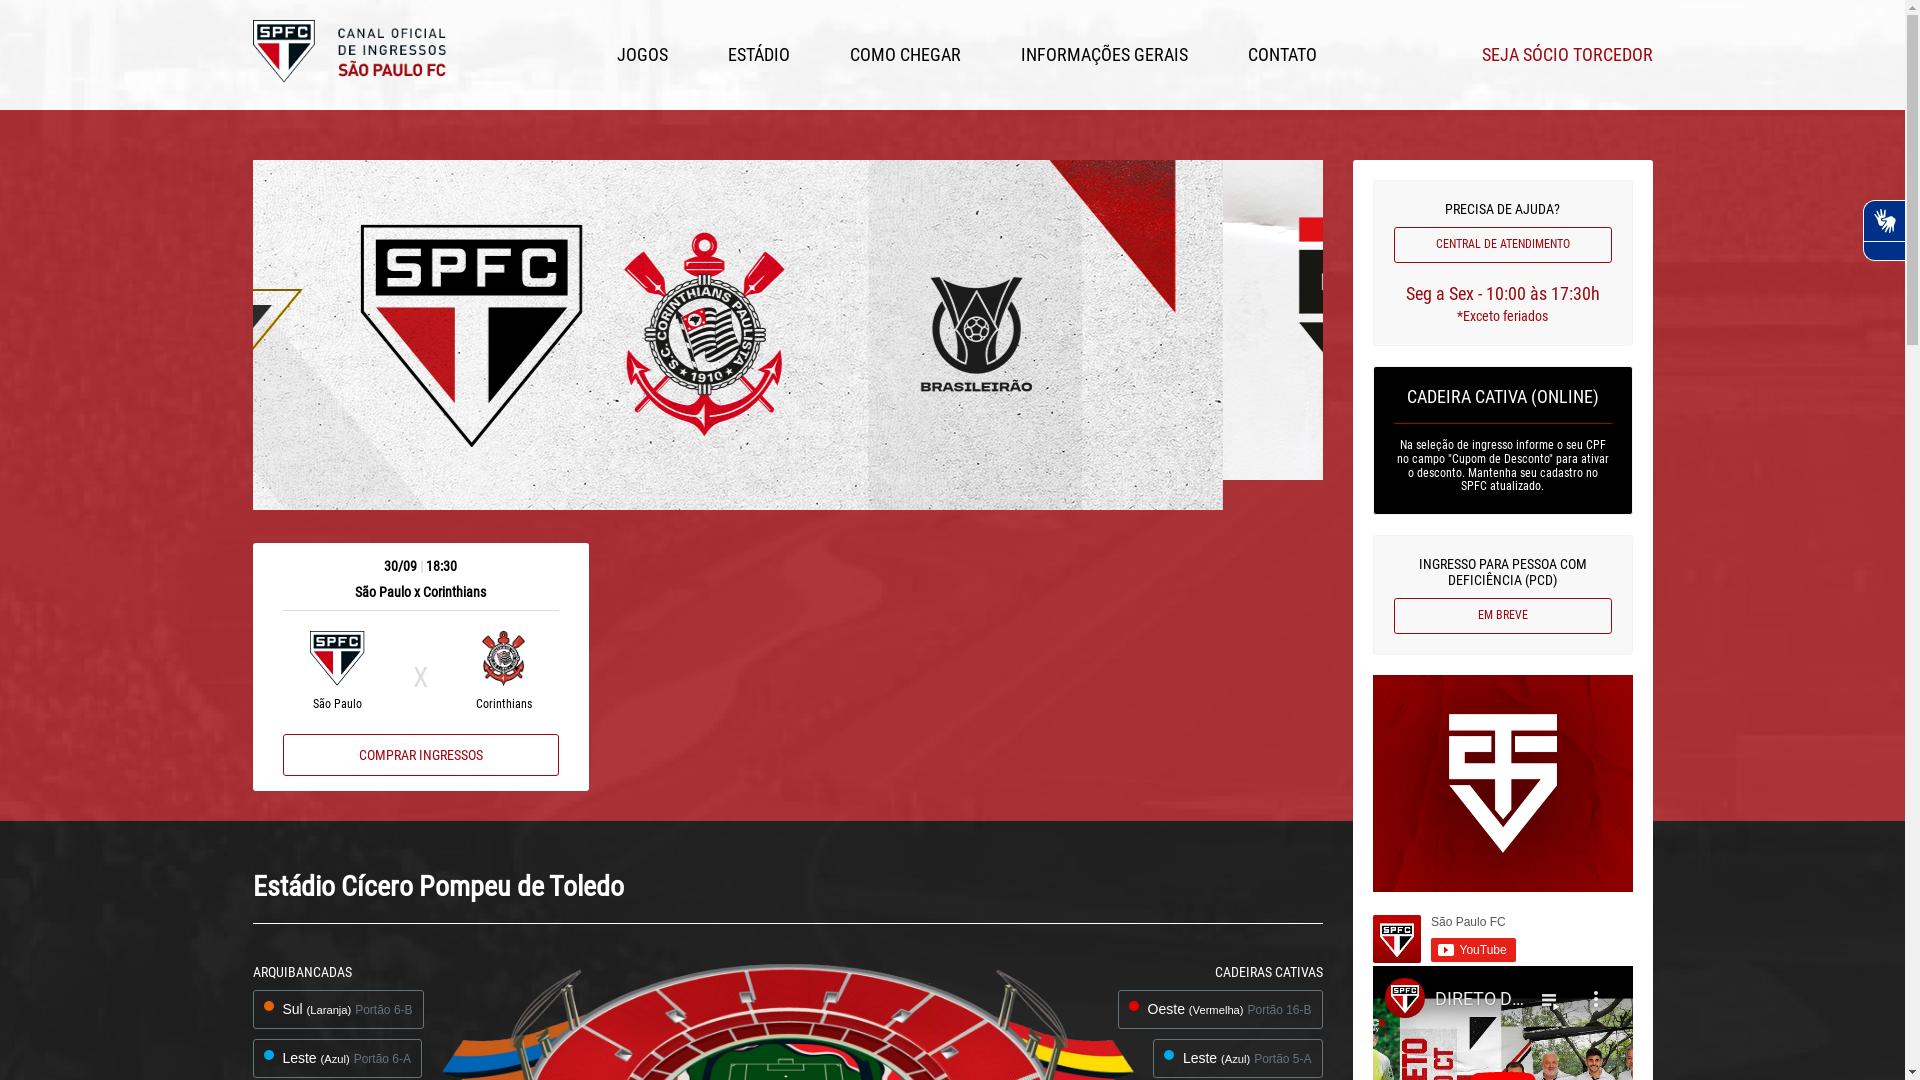 SPFC
CANAL OFICIAL
DE INGRESSOS
SÃO PAULO FC
JOGOS
ESTÁDIO
COMO CHEGAR
INFORMAÇÕES GERAIS
CONTATO
SEJA SÓCIO TORCEDOR
SPFC
S.C. CORINTHIANS PAULISTA
1910
BRASILEIRÃO
30/09 | 18:30
São Paulo x Corinthians
SPFC
X
São Paulo
Corinthians
COMPRAR INGRESSOS
PRECISA DE AJUDA?
CENTRAL DE ATENDIMENTO
Seg a Sex - 10:00 às 17:30h
*Exceto feriados
CADEIRA CATIVA (ONLINE)
Na seleção de ingresso informe o seu CPF
no campo "Cupom de Desconto" para ativar
o desconto. Mantenha seu cadastro no
SPFC atualizado.
INGRESSO PARA PESSOA COM
DEFICIÊNCIA (PCD)
EM BREVE
SPFC
São Paulo FC
YouTube
SPFC
DIRETO D...
Estádio Cícero Pompeu de Toledo
ARQUIBANCADAS
Sul (Laranja) Portão 6-B
Leste (Azul) Portão 6-A
CADEIRAS CATIVAS
Oeste (Vermelha) Portão 16-B
Leste (Azul) Portão 5-A